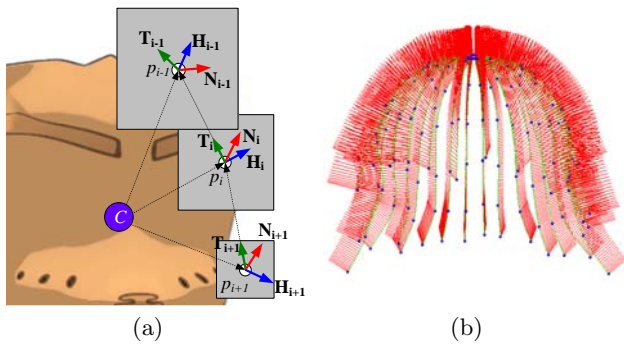 T_{i-1} H_{i-1}
p_{i-1} N_{i-1}
T_i N_i
p_i H_i
C
T_{i+1} N_{i+1}
p_{i+1} H_{i+1}
(a) (b)